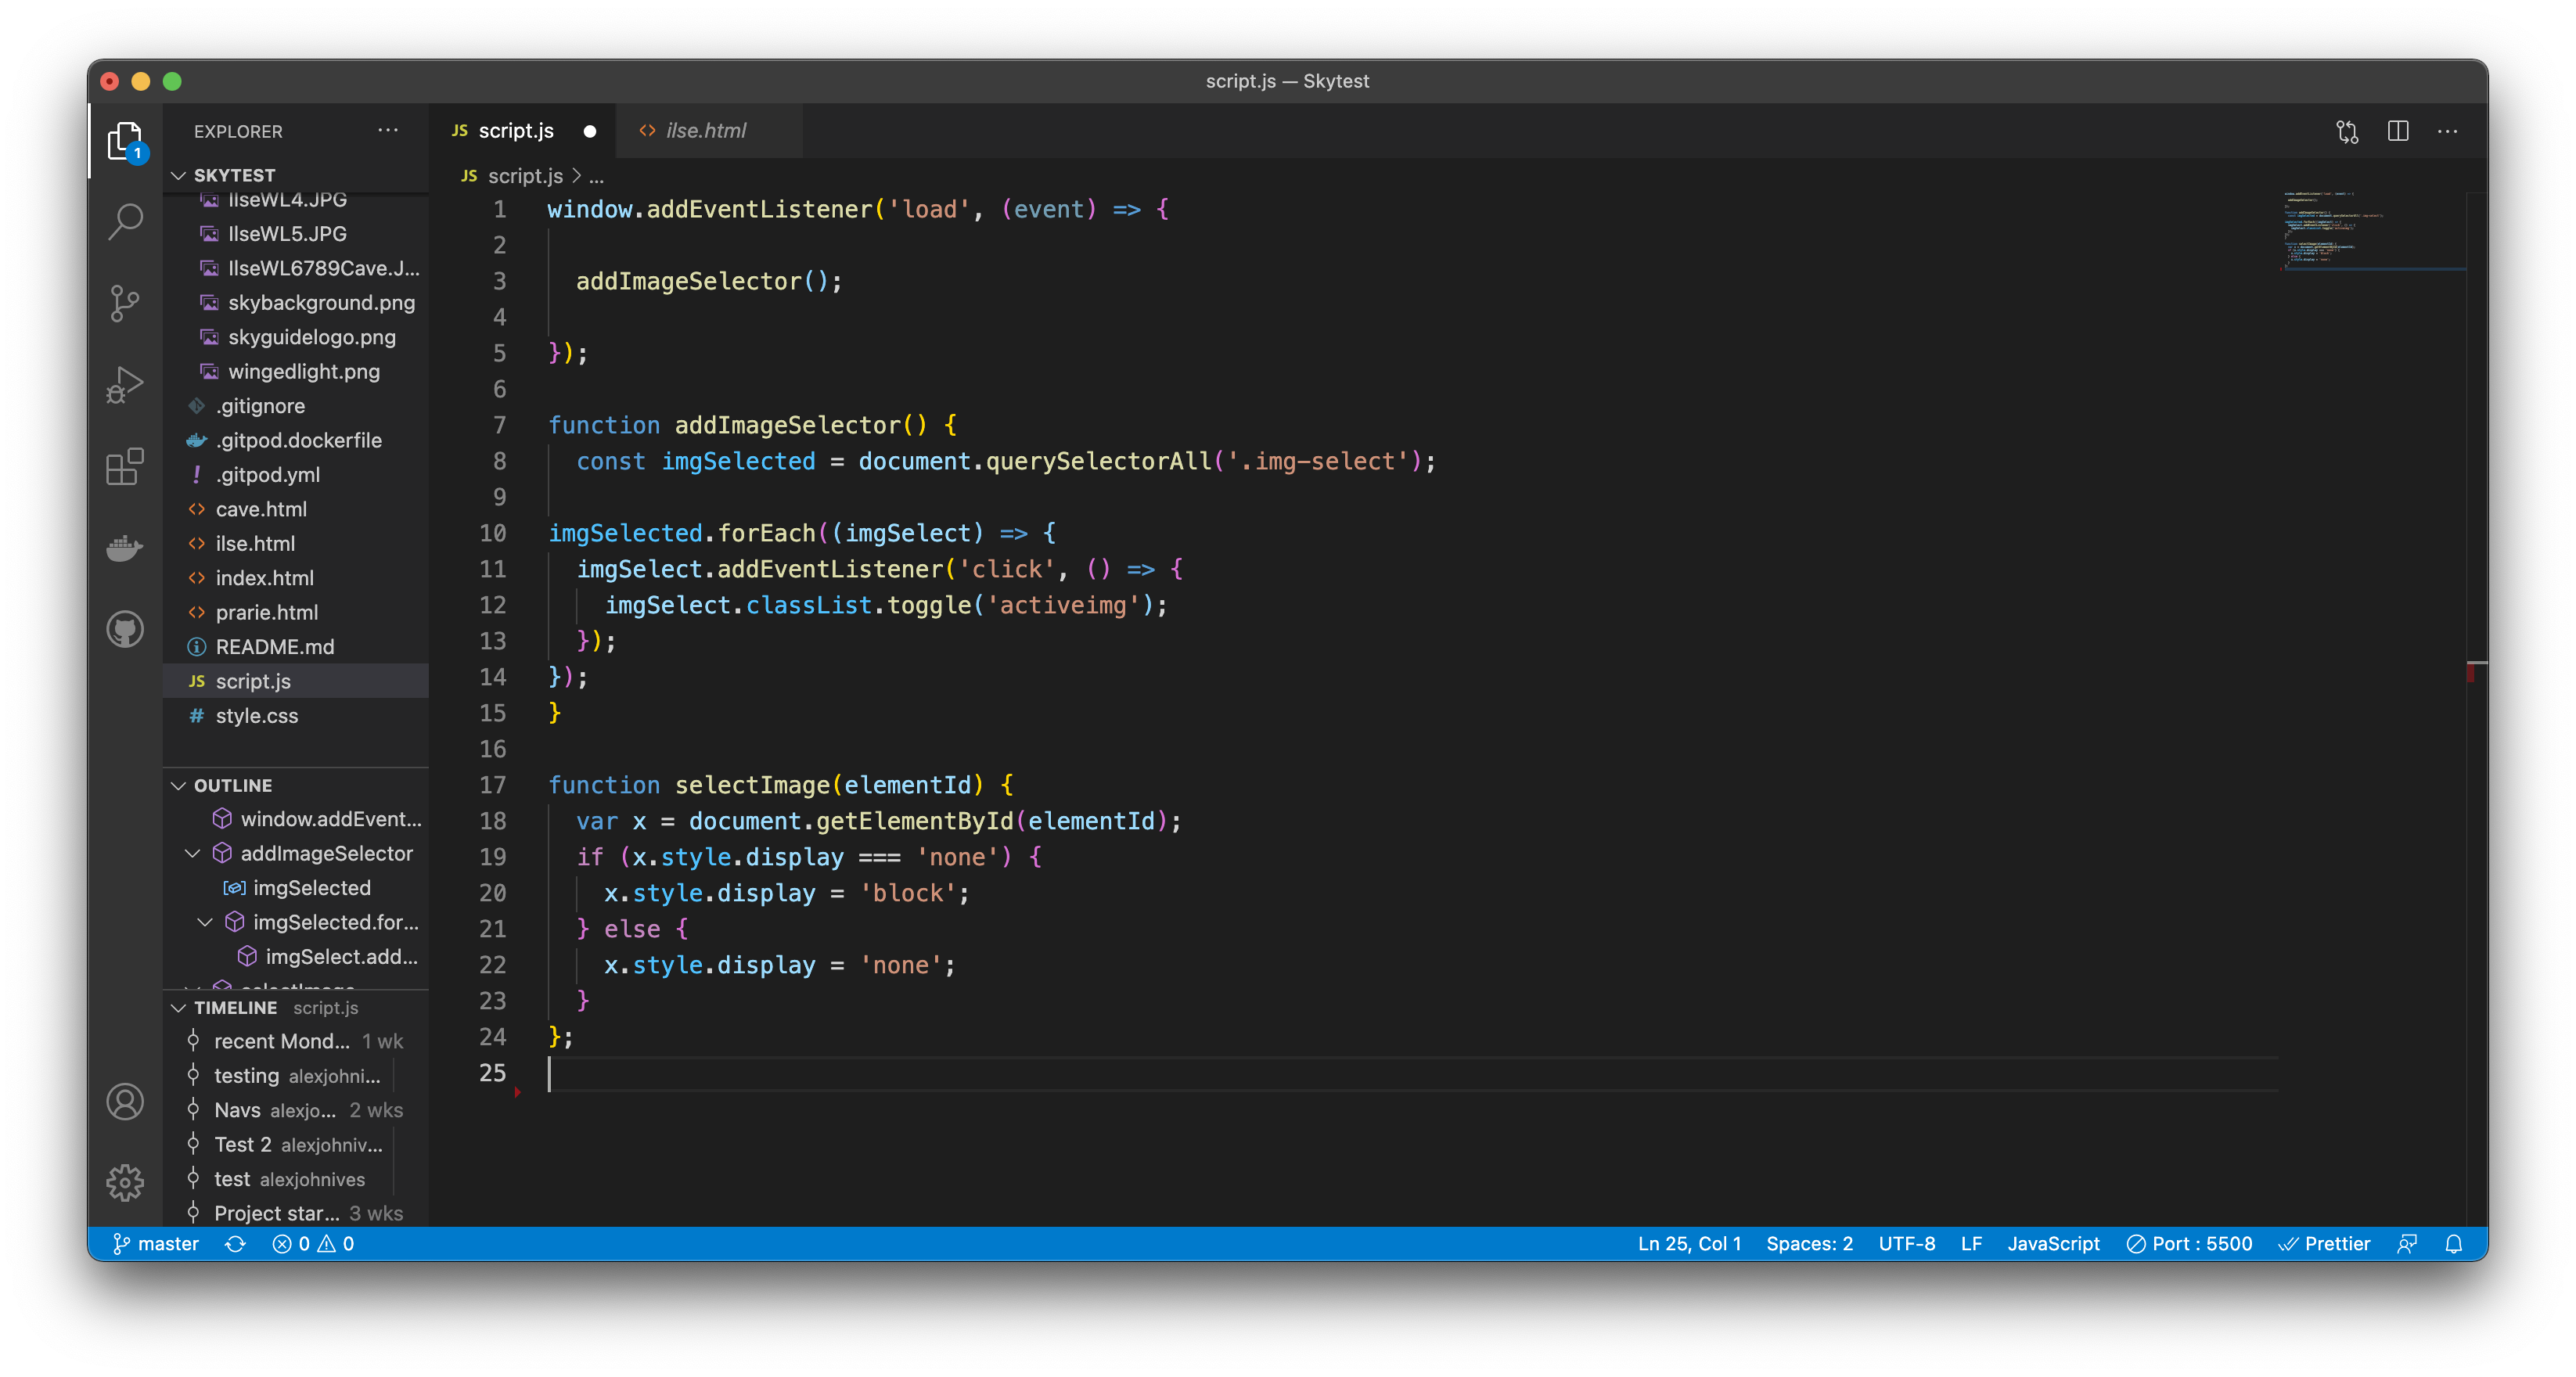 script.js — Skytest
EXPLORER ...
1
SKYTEST
IlseWL4.JPG
IlseWL5.JPG
IlseWL6789Cave.J...
skybackground.png
skyguidelogo.png
wingedlight.png
.gitignore
.gitpod.dockerfile
! .gitpod.yml
<> cave.html
<> ilse.html
<> index.html
<> prarie.html
README.md
JS script.js
# style.css
OUTLINE
window.addEvent...
addImageSelector
imgSelected
imgSelected.for...
imgSelect.add...
selectImage
TIMELINE script.js
recent Mond... 1 wk
testing alexjohni...
Navs alexjo... 2 wks
Test 2 alexjohniv...
test alexjohnives
Project star... 3 wks
JS script.js ●
<> ilse.html
JS script.js > ...
1 window.addEventListener('load', (event) => {
2
3   addImageSelector();
4
5 });
6
7 function addImageSelector() {
8   const imgSelected = document.querySelectorAll('.img-select');
9
10 imgSelected.forEach((imgSelect) => {
11   imgSelect.addEventListener('click', () => {
12     imgSelect.classList.toggle('activeimg');
13   });
14 });
15 }
16
17 function selectImage(elementId) {
18   var x = document.getElementById(elementId);
19   if (x.style.display === 'none') {
20     x.style.display = 'block';
21   } else {
22     x.style.display = 'none';
23   }
24 };
25
master 0 0 Ln 25, Col 1 Spaces: 2 UTF-8 LF JavaScript Port : 5500 Prettier